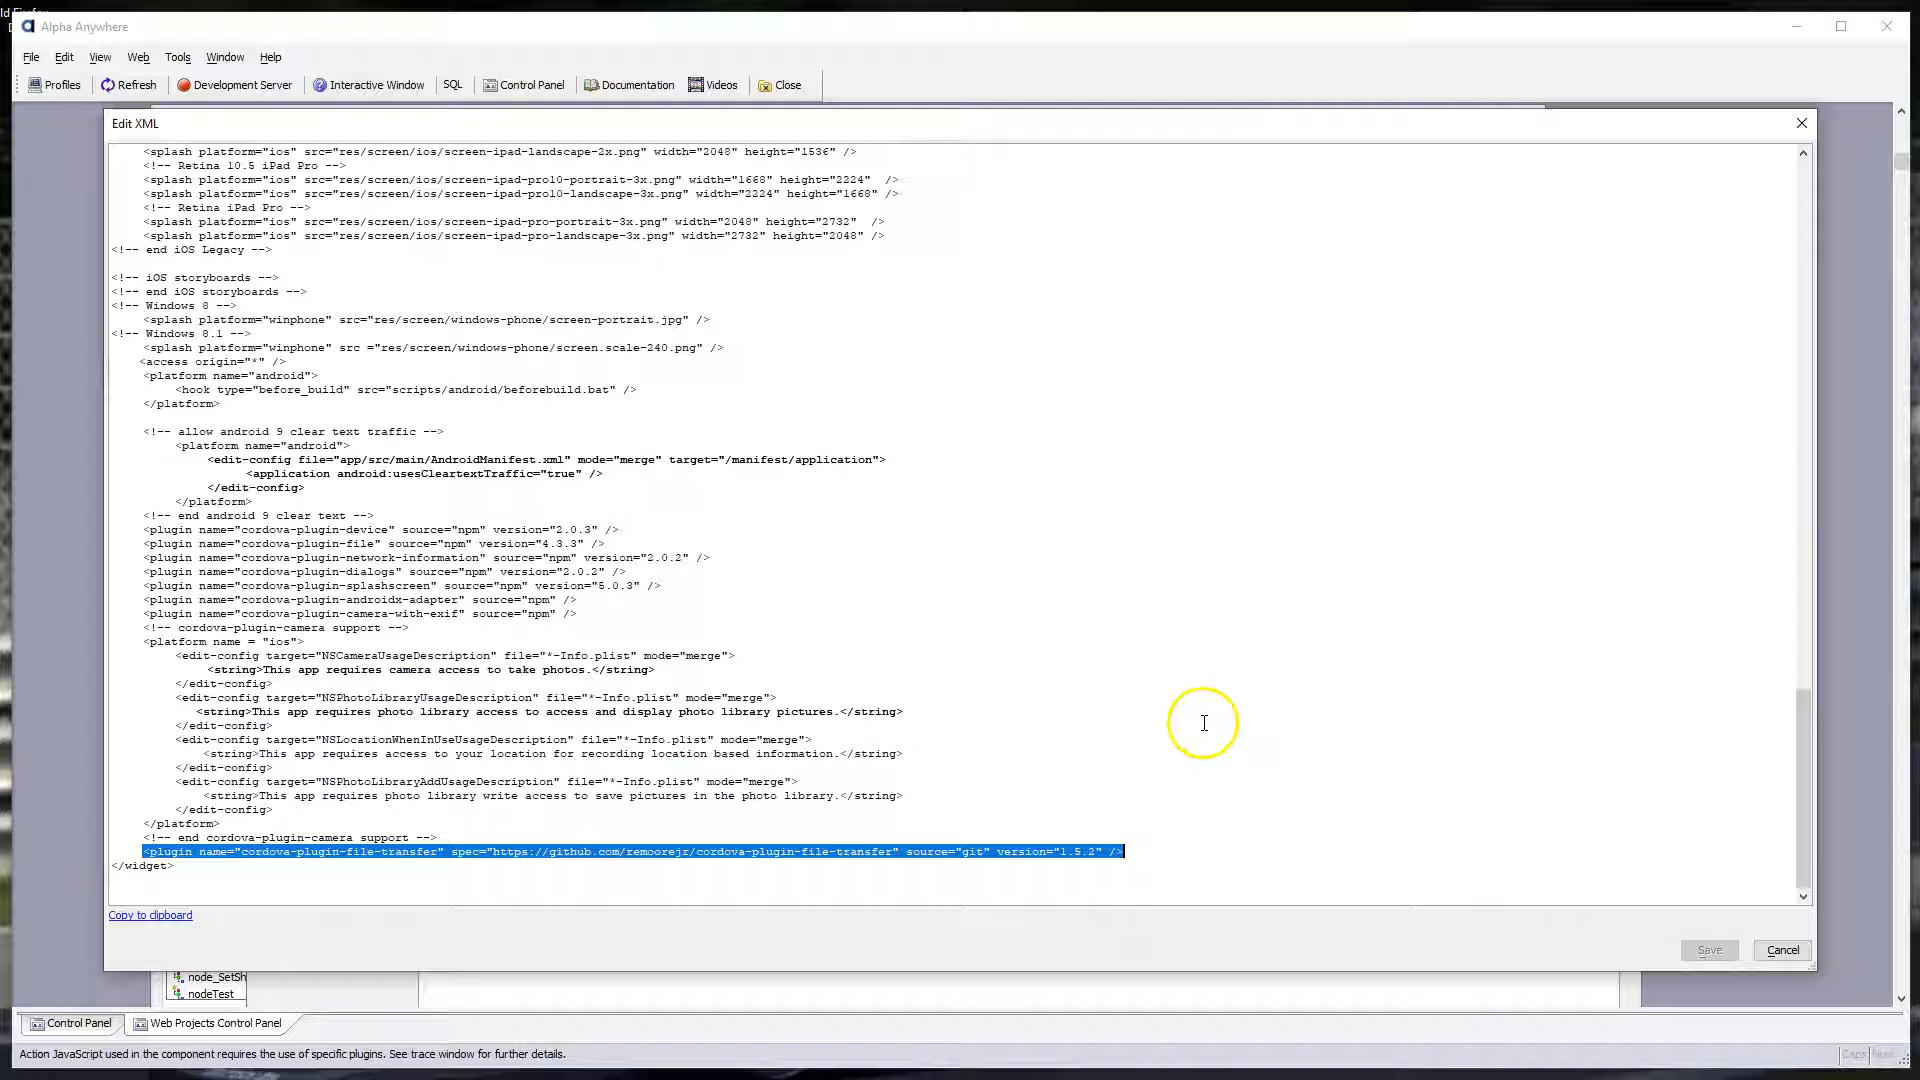 Alpha Anywhere
File Edit View Web Tools Window Help
Profiles Refresh Development Server Interactive Window SQL Control Panel Documentation Videos Close
Edit XML
<splash platform="ios" src="res/screen/ios/screen-ipad-landscape-2x.png" width="2048" height="1536" />
<!-- Retina 10.5 iPad Pro -->
<splash platform="ios" src="res/screen/ios/screen-ipad-pro10-portrait-3x.png" width="1668" height="2224"  />
<splash platform="ios" src="res/screen/ios/screen-ipad-pro10-landscape-3x.png" width="2224" height="1668" />
<!-- Retina iPad Pro -->
<splash platform="ios" src="res/screen/ios/screen-ipad-pro-portrait-3x.png" width="2048" height="2732"  />
<splash platform="ios" src="res/screen/ios/screen-ipad-pro-landscape-3x.png" width="2732" height="2048" />
<!-- end iOS Legacy -->
<!-- iOS storyboards -->
<!-- end iOS storyboards -->
<!-- Windows 8 -->
<splash platform="winphone" src="res/screen/windows-phone/screen-portrait.jpg" />
<!-- Windows 8.1 -->
<splash platform="winphone" src ="res/screen/windows-phone/screen.scale-240.png" />
<access origin="*" />
<platform name="android">
<hook type="before_build" src="scripts/android/beforebuild.bat" />
</platform>
<!-- allow android 9 clear text traffic -->
<platform name="android">
<edit-config file="app/src/main/AndroidManifest.xml" mode="merge" target="/manifest/application">
<application android:usesCleartextTraffic="true" />
</edit-config>
</platform>
<!-- end android 9 clear text -->
<plugin name="cordova-plugin-device" source="npm" version="2.0.3" />
<plugin name="cordova-plugin-file" source="npm" version="4.3.3" />
<plugin name="cordova-plugin-network-information" source="npm" version="2.0.2" />
<plugin name="cordova-plugin-dialogs" source="npm" version="2.0.2" />
<plugin name="cordova-plugin-splashscreen" source="npm" version="5.0.3" />
<plugin name="cordova-plugin-androidx-adapter" source="npm" />
<plugin name="cordova-plugin-camera-with-exif" source="npm" />
<!-- cordova-plugin-camera support -->
<platform name = "ios">
<edit-config target="NSCameraUsageDescription" file="*-Info.plist" mode="merge">
<string>This app requires camera access to take photos.</string>
</edit-config>
<edit-config target="NSPhotoLibraryUsageDescription" file="*-Info.plist" mode="merge">
<string>This app requires photo library access to access and display photo library pictures.</string>
</edit-config>
<edit-config target="NSLocationWhenInUseUsageDescription" file="*-Info.plist" mode="merge">
<string>This app requires access to your location for recording location based information.</string>
</edit-config>
<edit-config target="NSPhotoLibraryAddUsageDescription" file="*-Info.plist" mode="merge">
<string>This app requires photo library write access to save pictures in the photo library.</string>
</edit-config>
</platform>
<!-- end cordova-plugin-camera support -->
<plugin name="cordova-plugin-file-transfer" spec="https://github.com/remoorejr/cordova-plugin-file-transfer" source="git" version="1.5.2" />
</widget>
Copy to clipboard
Save Cancel
node_SetSh
nodeTest
Control Panel Web Projects Control Panel
Action JavaScript used in the component requires the use of specific plugins. See trace window for further details.
Caps Num